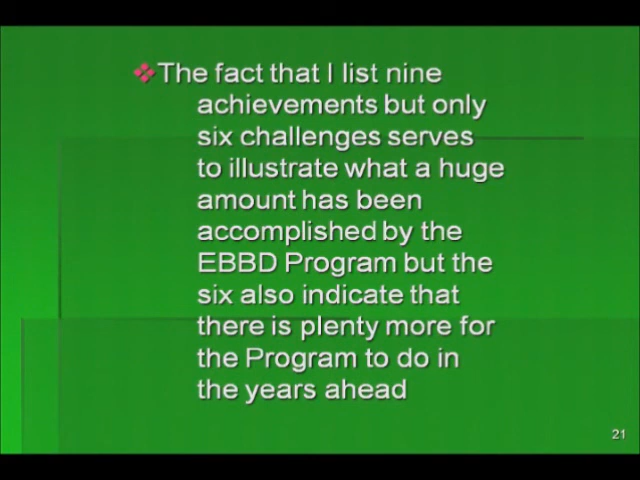 The fact that I list nine
achievements but only
six challenges serves
to illustrate what a huge
amount has been
accomplished by the
EBBD Program but the
six also indicate that
there is plenty more for
the Program to do in
the years ahead
21